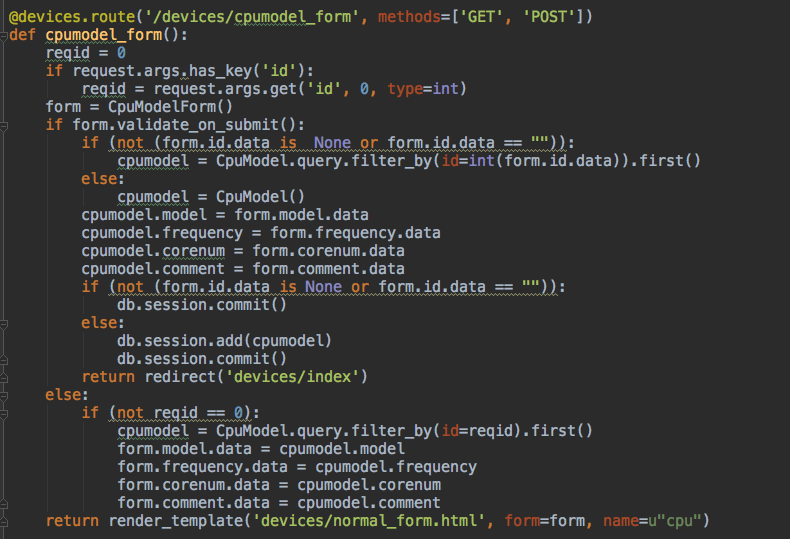 @devices.route('/devices/cpumodel_form', methods=['GET', 'POST'])
def cpumodel_form():
    reqid = 0
    if request.args.has_key('id'):
        reqid = request.args.get('id', 0, type=int)
    form = CpuModelForm()
    if form.validate_on_submit():
        if (not (form.id.data is  None or form.id.data == "")):
            cpumodel = CpuModel.query.filter_by(id=int(form.id.data)).first()
        else:
            cpumodel = CpuModel()
        cpumodel.model = form.model.data
        cpumodel.frequency = form.frequency.data
        cpumodel.corenum = form.corenum.data
        cpumodel.comment = form.comment.data
        if (not (form.id.data is None or form.id.data == "")):
            db.session.commit()
        else:
            db.session.add(cpumodel)
            db.session.commit()
        return redirect('devices/index')
    else:
        if (not reqid == 0):
            cpumodel = CpuModel.query.filter_by(id=reqid).first()
            form.model.data = cpumodel.model
            form.frequency.data = cpumodel.frequency
            form.corenum.data = cpumodel.corenum
            form.comment.data = cpumodel.comment
    return render_template('devices/normal_form.html', form=form, name=u"cpu")